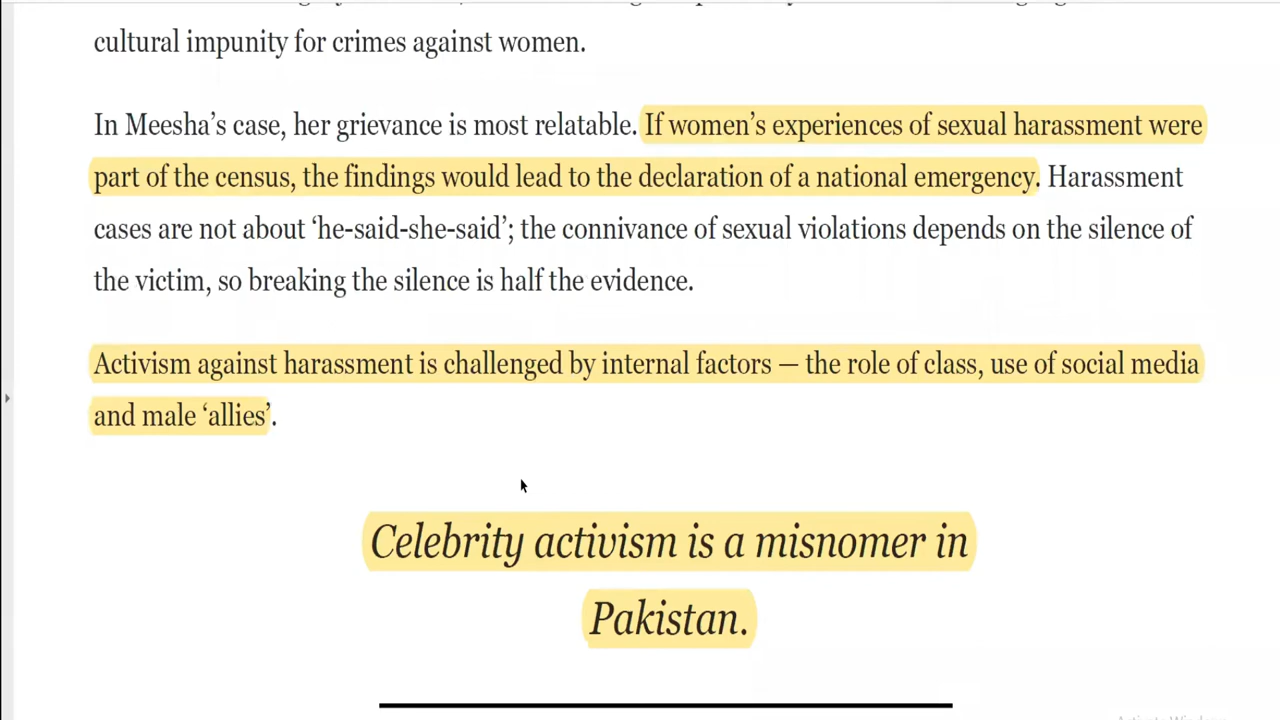 cultural impunity for crimes against women.
In Meesha’s case, her grievance is most relatable. If women’s experiences of sexual harassment were
part of the census, the findings would lead to the declaration of a national emergency. Harassment
cases are not about ‘he-said-she-said’; the connivance of sexual violations depends on the silence of
the victim, so breaking the silence is half the evidence.
Activism against harassment is challenged by internal factors — the role of class, use of social media
and male ‘allies’.
Celebrity activism is a misnomer in
Pakistan.